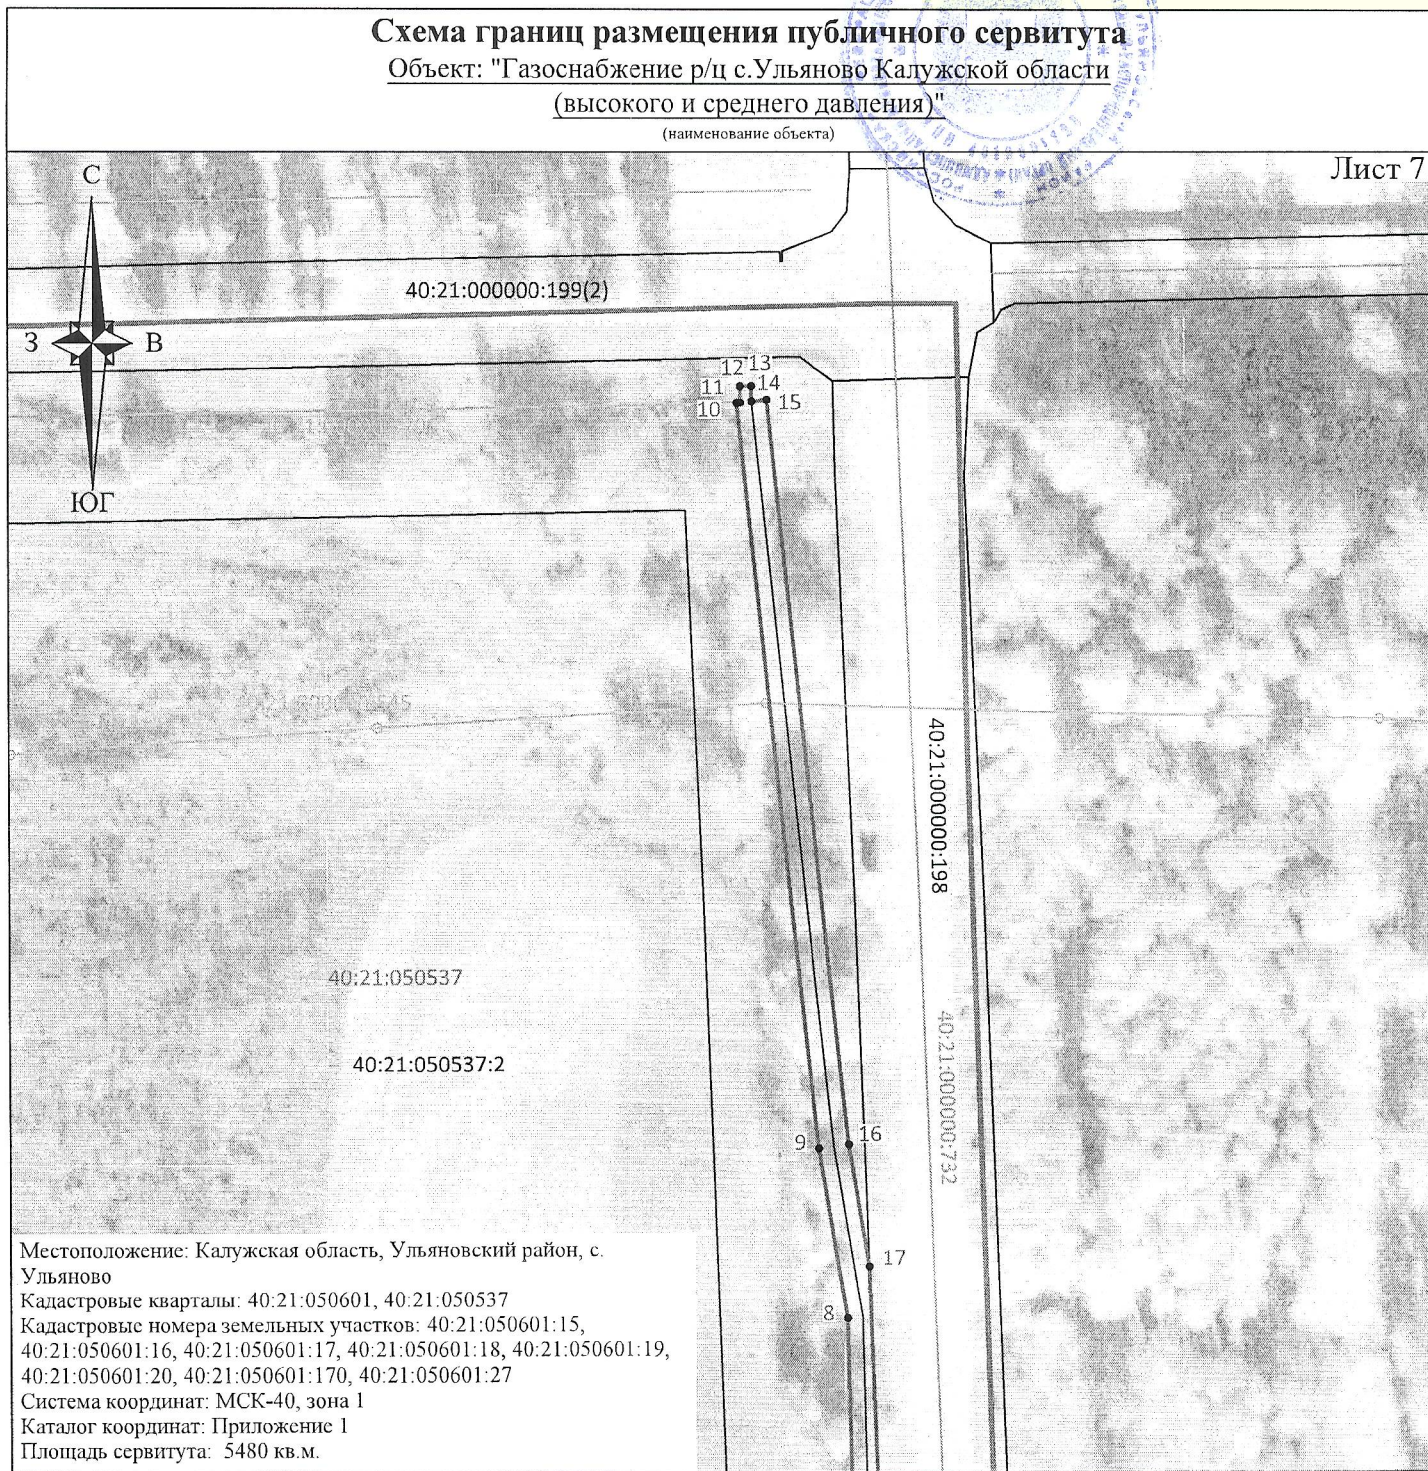 Схема границ размещения публичного сервитута
Объект: "Газоснабжение р/ц с.Ульяново Калужской области
(высокого и среднего давления)"
(наименование объекта)
Лист 7
С
З
В
ЮГ
40:21:000000:199(2)
12
13
11
14
10
15
40:21:000000:198
40:21:050537
40:21:050537:2
40:21:000000:732
9
16
17
8
Местоположение: Калужская область, Ульяновский район, с.
Ульяново
Кадастровые кварталы: 40:21:050601, 40:21:050537
Кадастровые номера земельных участков: 40:21:050601:15,
40:21:050601:16, 40:21:050601:17, 40:21:050601:18, 40:21:050601:19,
40:21:050601:20, 40:21:050601:170, 40:21:050601:27
Система координат: МСК-40, зона 1
Каталог координат: Приложение 1
Площадь сервитута: 5480 кв.м.